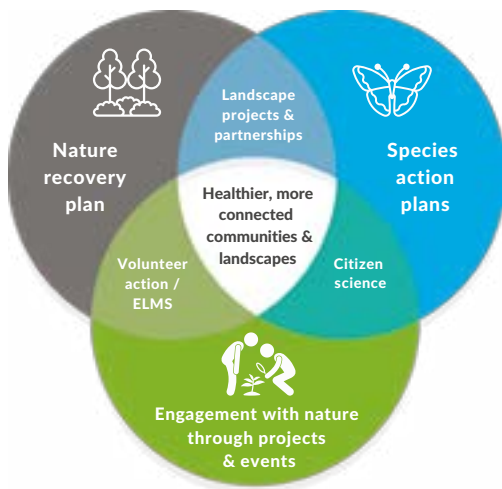 Landscape
projects &
partnerships
Nature
recovery
plan
Species
action
plans
Healthier, more
connected
communities &
landscapes
Volunteer
action /
ELMS
Citizen
science
Engagement with nature
through projects
& events